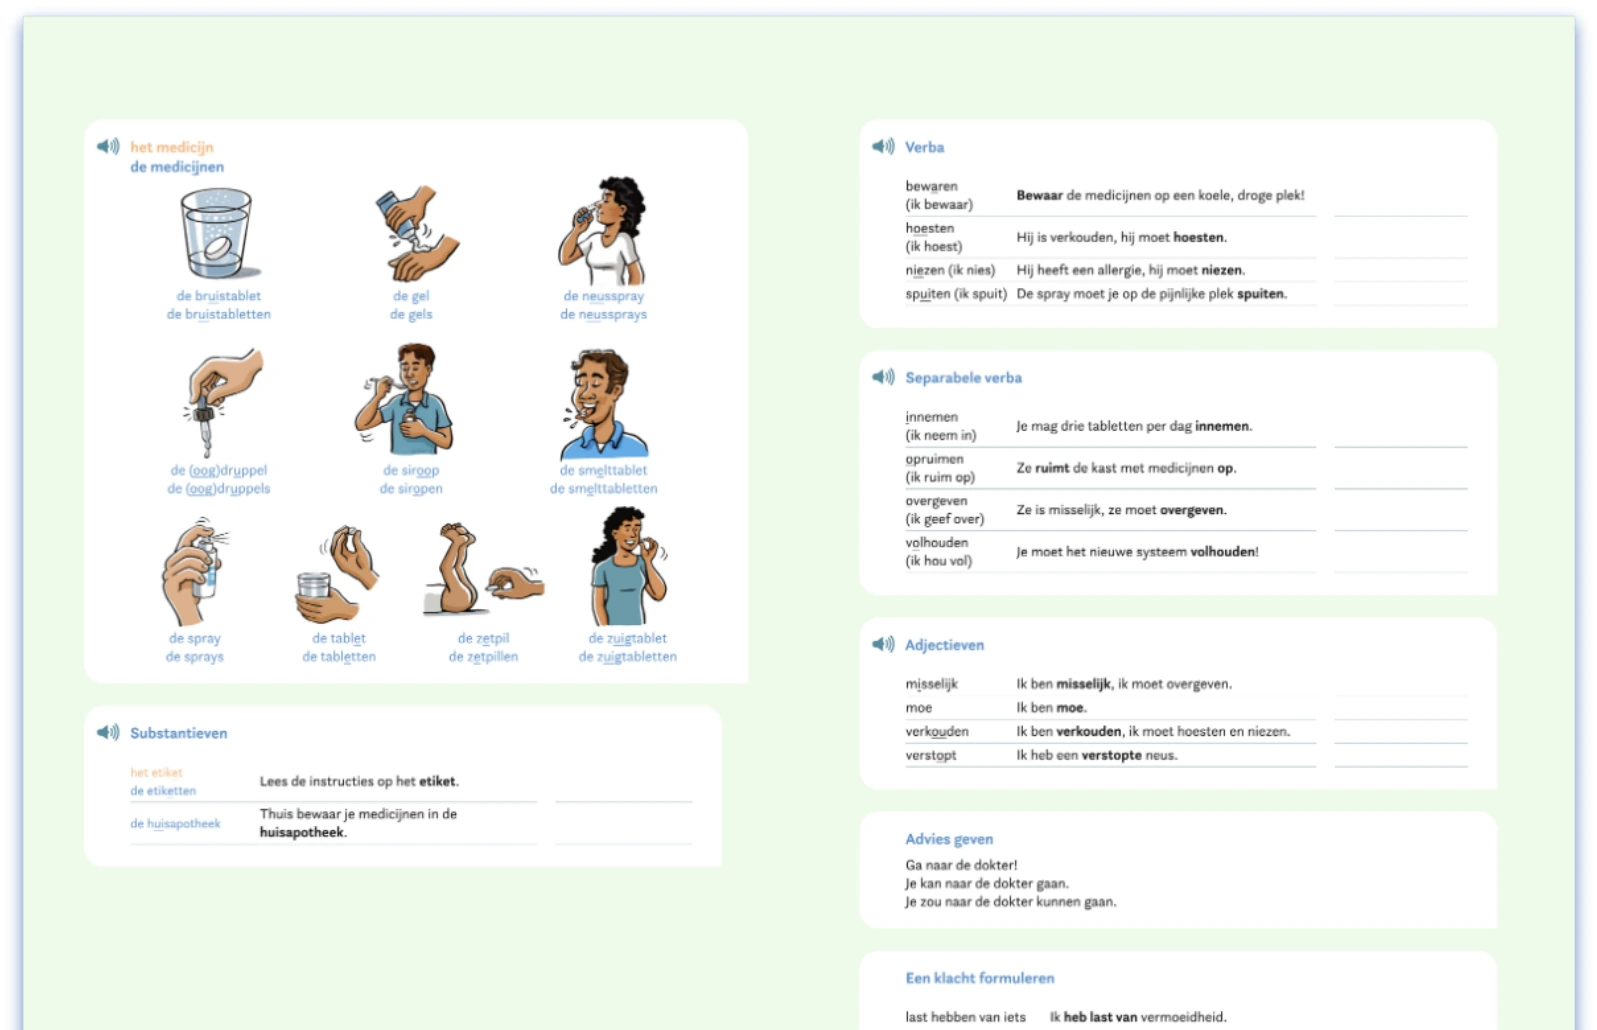 het medicijn
de medicijnen
de bruistablet
de bruistabletten
de gel
de gels
de neusspray
de neussprays
de (oog)druppel
de (oog)druppels
de siroop
de siropen
de smelttablet
de smelttabletten
de spray
de sprays
de tablet
de tabletten
de zetpil
de zetpillen
de zuigtablet
de zuigtabletten
Substantieven
het etiket
de etiketten
Lees de instructies op het etiket.
de huisapotheek
Thuis bewaar je medicijnen in de
huisapotheek.
Verba
bewaren
(ik bewaar)
Bewaar de medicijnen op een koele, droge plek!
hoesten
(ik hoest)
Hij is verkouden, hij moet hoesten.
niezen (ik nies) Hij heeft een allergie, hij moet niezen.
spuiten (ik spuit) De spray moet je op de pijnlijke plek spuiten.
Separabele verba
innemen
(ik neem in)
Je mag drie tabletten per dag innemen.
opruimen
(ik ruim op)
Ze ruimt de kast met medicijnen op.
overgeven
(ik geef over)
Ze is misselijk, ze moet overgeven.
volhouden
(ik hou vol)
Je moet het nieuwe systeem volhouden!
Adjectieven
misselijk Ik ben misselijk, ik moet overgeven.
moe Ik ben moe.
verkouden Ik ben verkouden, ik moet hoesten en niezen.
verstopt Ik heb een verstopte neus.
Advies geven
Ga naar de dokter!
Je kan naar de dokter gaan.
Je zou naar de dokter kunnen gaan.
Een klacht formuleren
last hebben van iets Ik heb last van vermoeidheid.